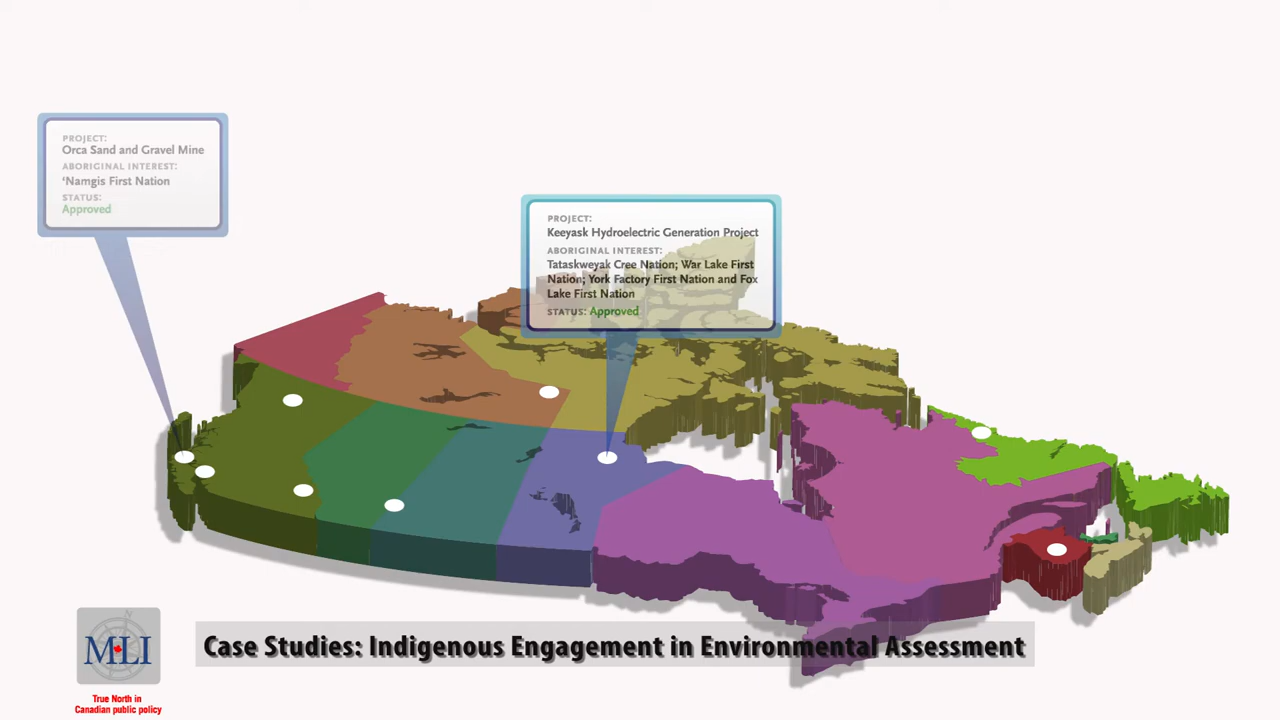 PROJECT:
Orca Sand and Gravel Mine
ABORIGINAL INTEREST:
‘Namgis First Nation
STATUS:
Approved
PROJECT:
Keeyask Hydroelectric Generation Project
ABORIGINAL INTEREST:
Tataskweyak Cree Nation; War Lake First
Nation; York Factory First Nation and Fox
Lake First Nation
STATUS: Approved
N
MLI
True North in
Canadian public policy
Case Studies: Indigenous Engagement in Environmental Assessment